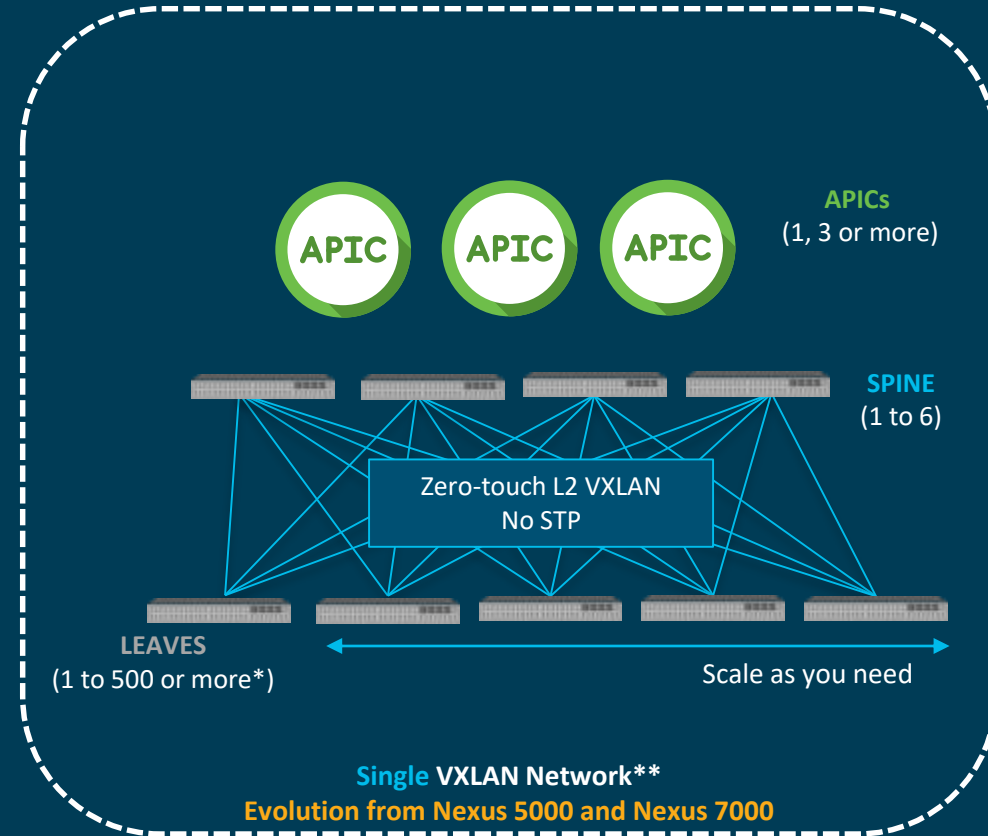 APIC
APIC
APIC
APICs
(1, 3 or more)
SPINE
(1 to 6)
Zero-touch L2 VXLAN
No STP
LEAVES
(1 to 500 or more*)
Scale as you need
Single VXLAN Network**
Evolution from Nexus 5000 and Nexus 7000